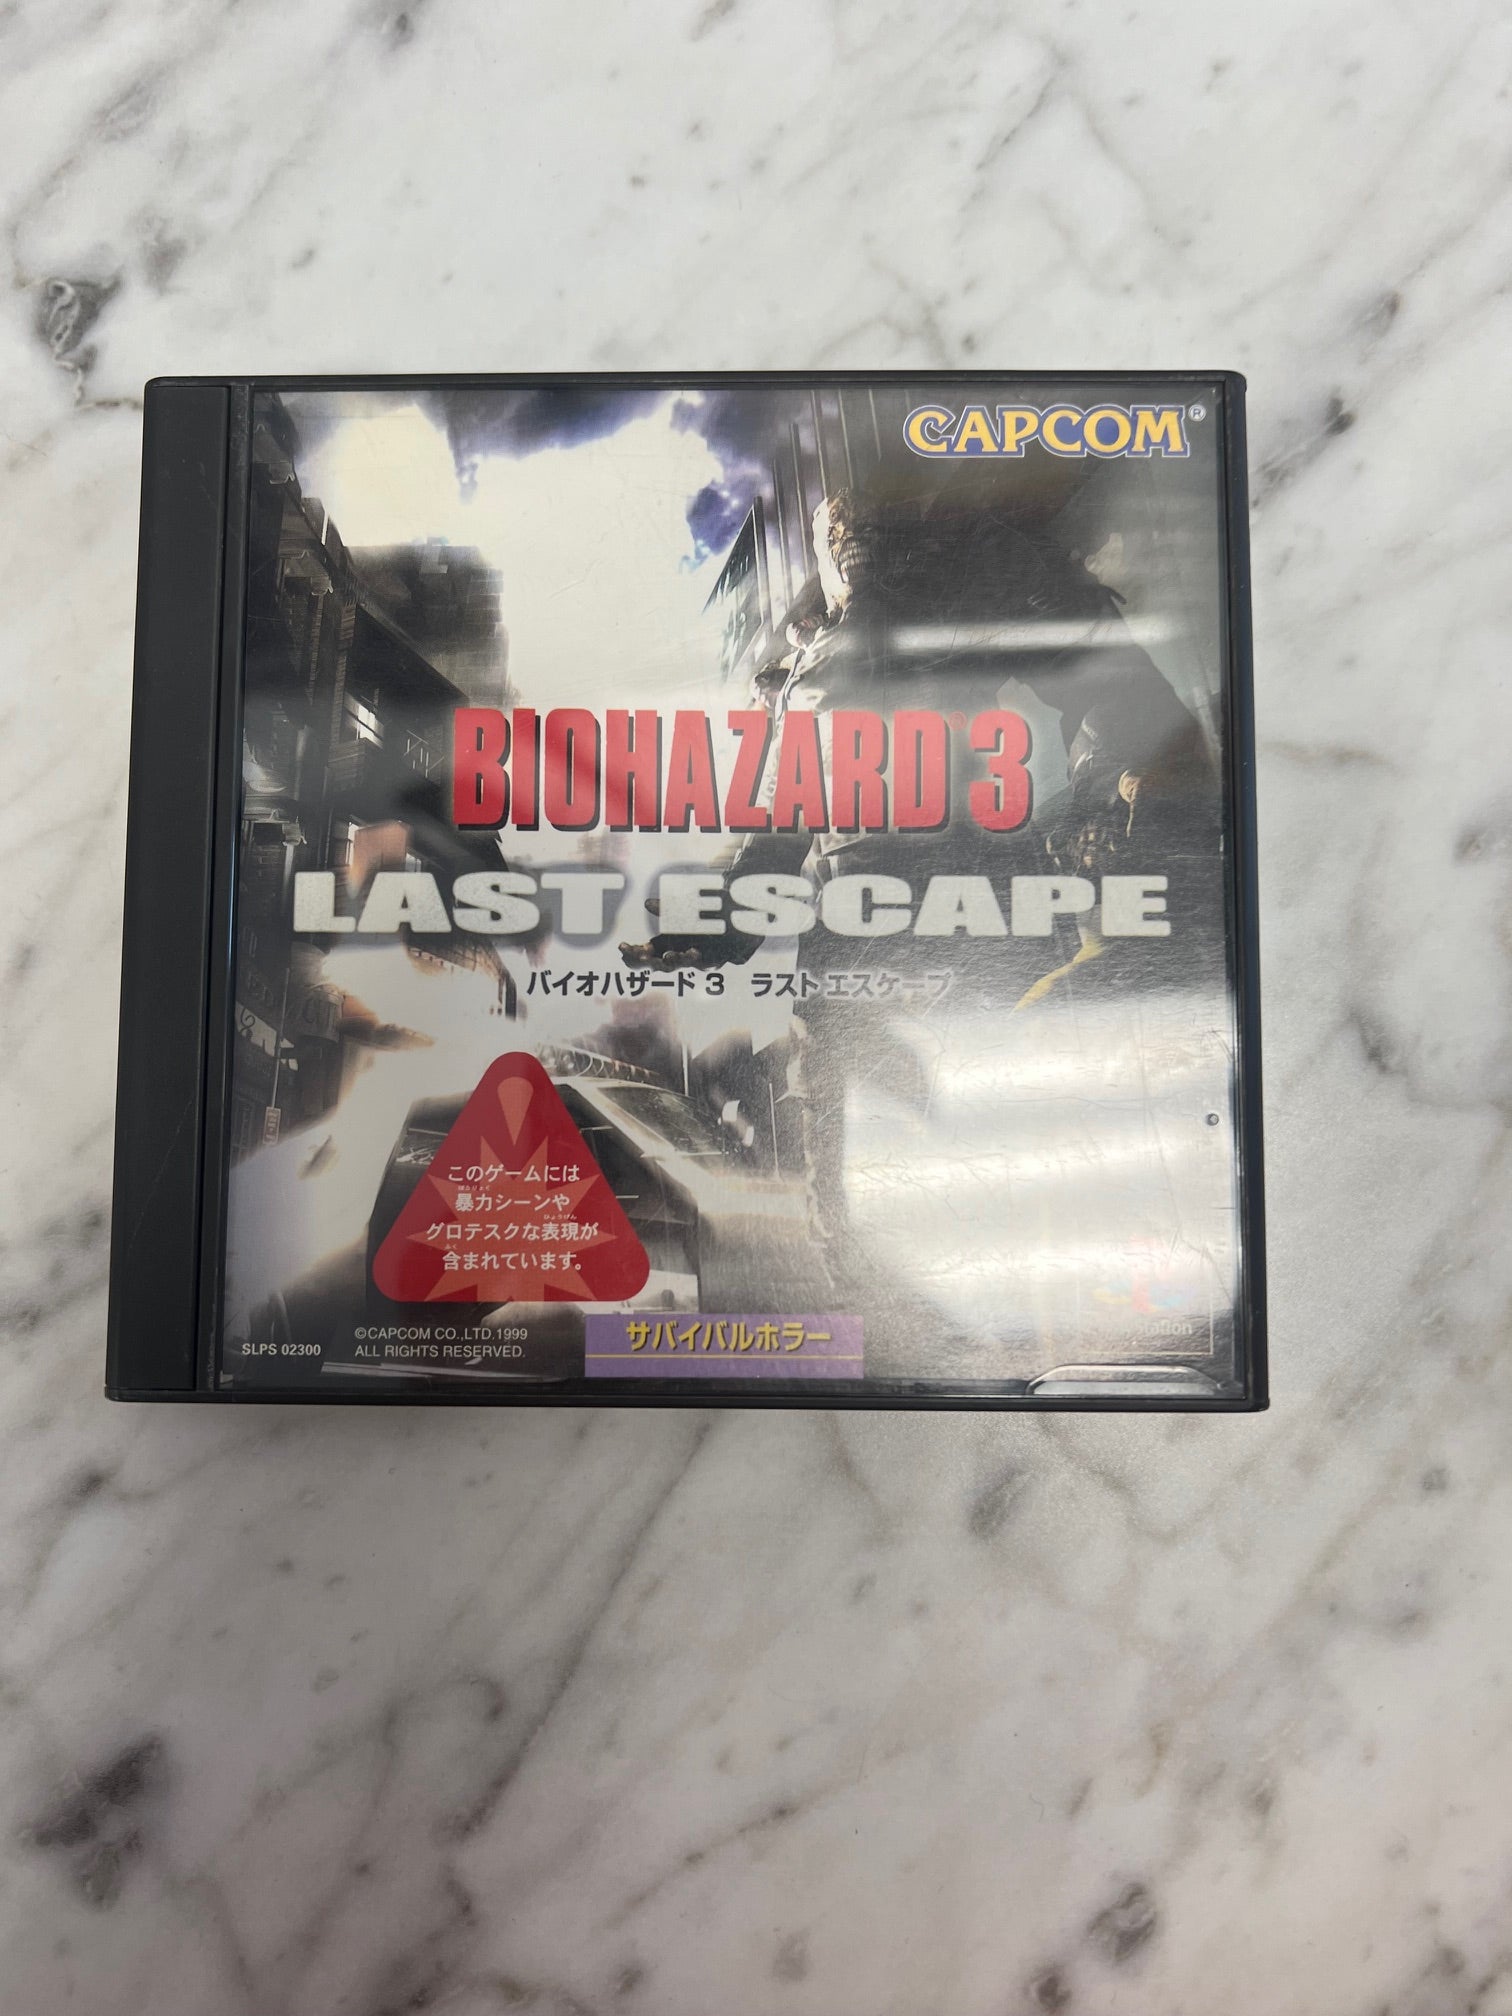 CAPCOM®
BIOHAZARD® 3
LAST ESCAPE
バイオハザード 3 ラスト エスケープ
このゲームには
暴力シーンや
グロテスクな表現が
含まれています。
SLPS 02300
©CAPCOM CO.,LTD.1999
ALL RIGHTS RESERVED.
サバイバルホラー